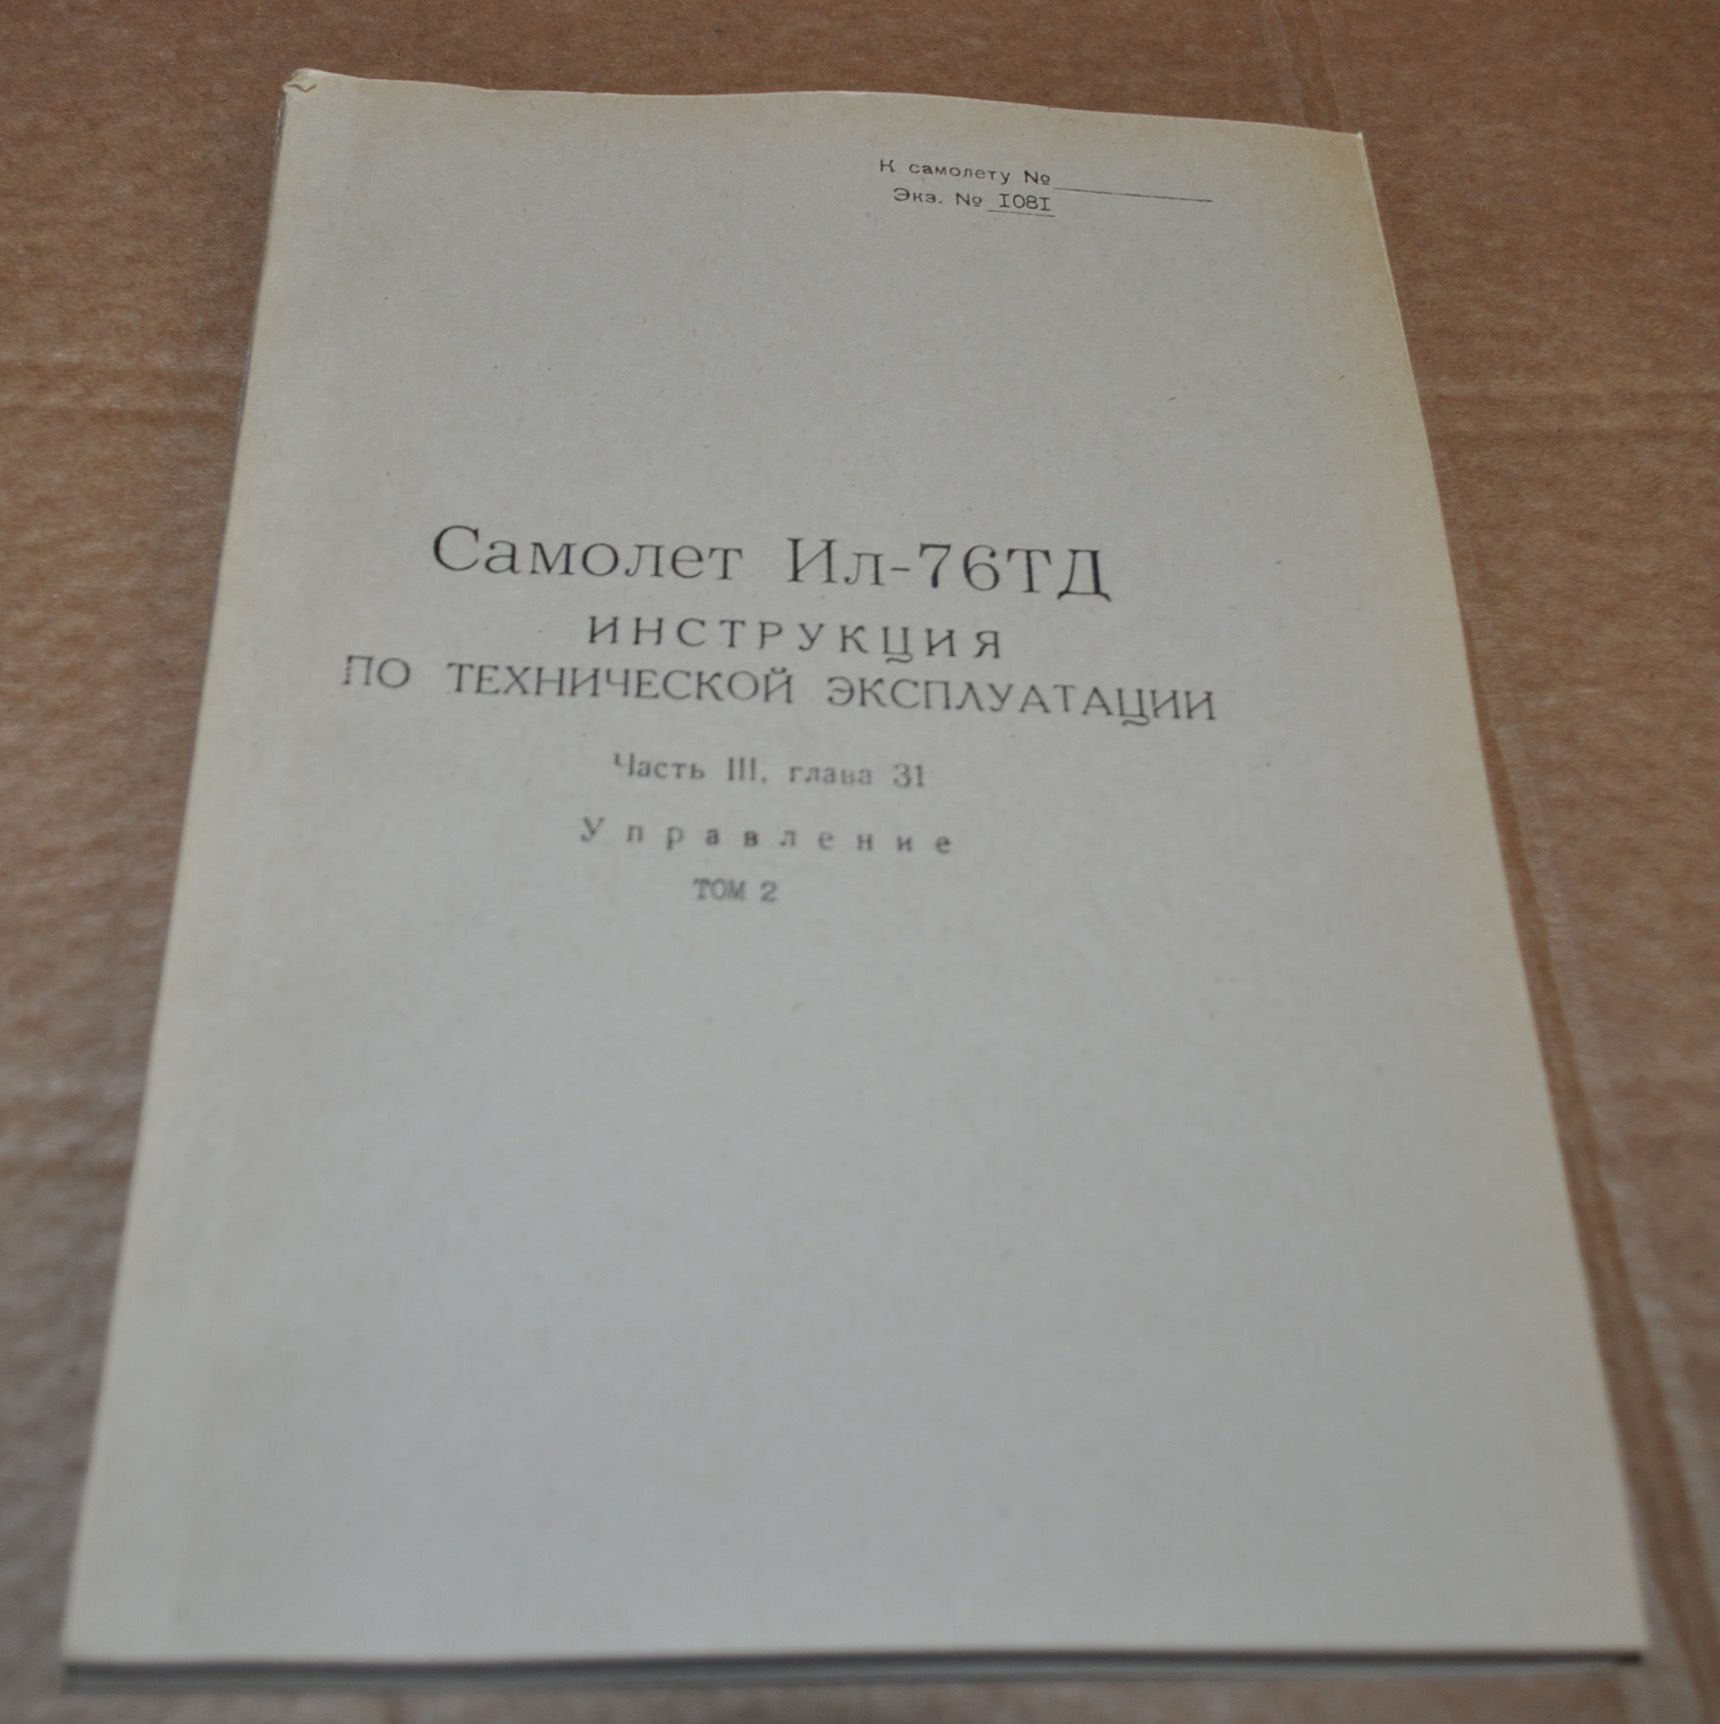 К самолету №
Экз. № I08I
Самолет Ил-76ТД
ИНСТРУКЦИЯ
ПО ТЕХНИЧЕСКОЙ ЭКСПЛУАТАЦИИ
Часть III, глава 31
Управление
ТОМ 2